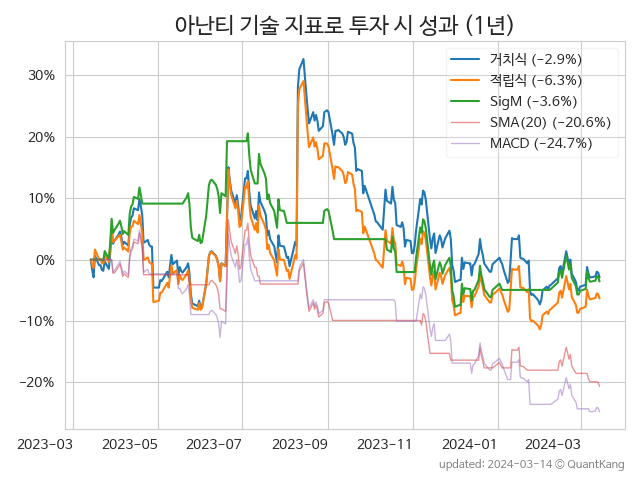 아난티 기술 지표로 투자 시 성과 (1년)
거치식 (−2.9%)
적립식 (−6.3%)
SigM (−3.6%)
SMA(20) (−20.6%)
MACD (−24.7%)
30%
20%
10%
0%
−10%
−20%
2023-03
2023-05
2023-07
2023-09
2023-11
2024-01
2024-03
updated: 2024-03-14 © QuantKang